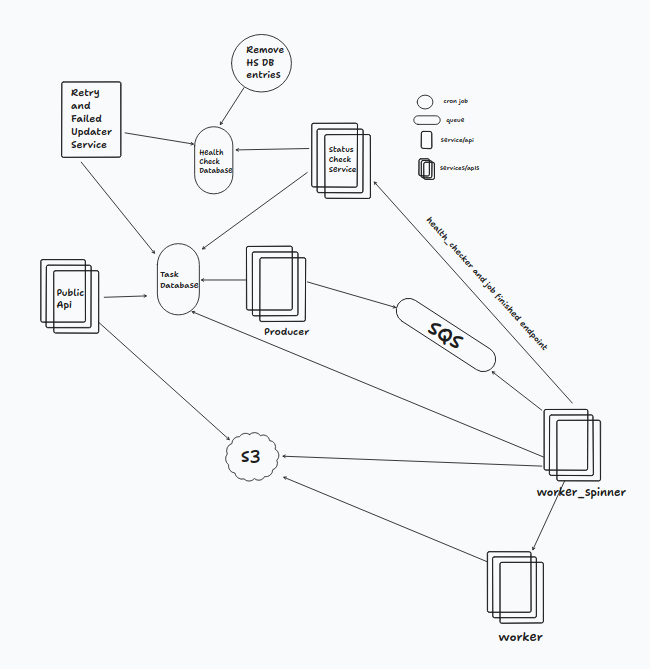 Remove
HS DB
entries
Retry
and
Failed
Updater
Service
cron job
queue
service/api
services/apis
Health
Check
Database
Status
Check
Service
health_checker and job finished endpoint
Task
Database
Public
Api
Producer
SQS
S3
worker_spinner
worker